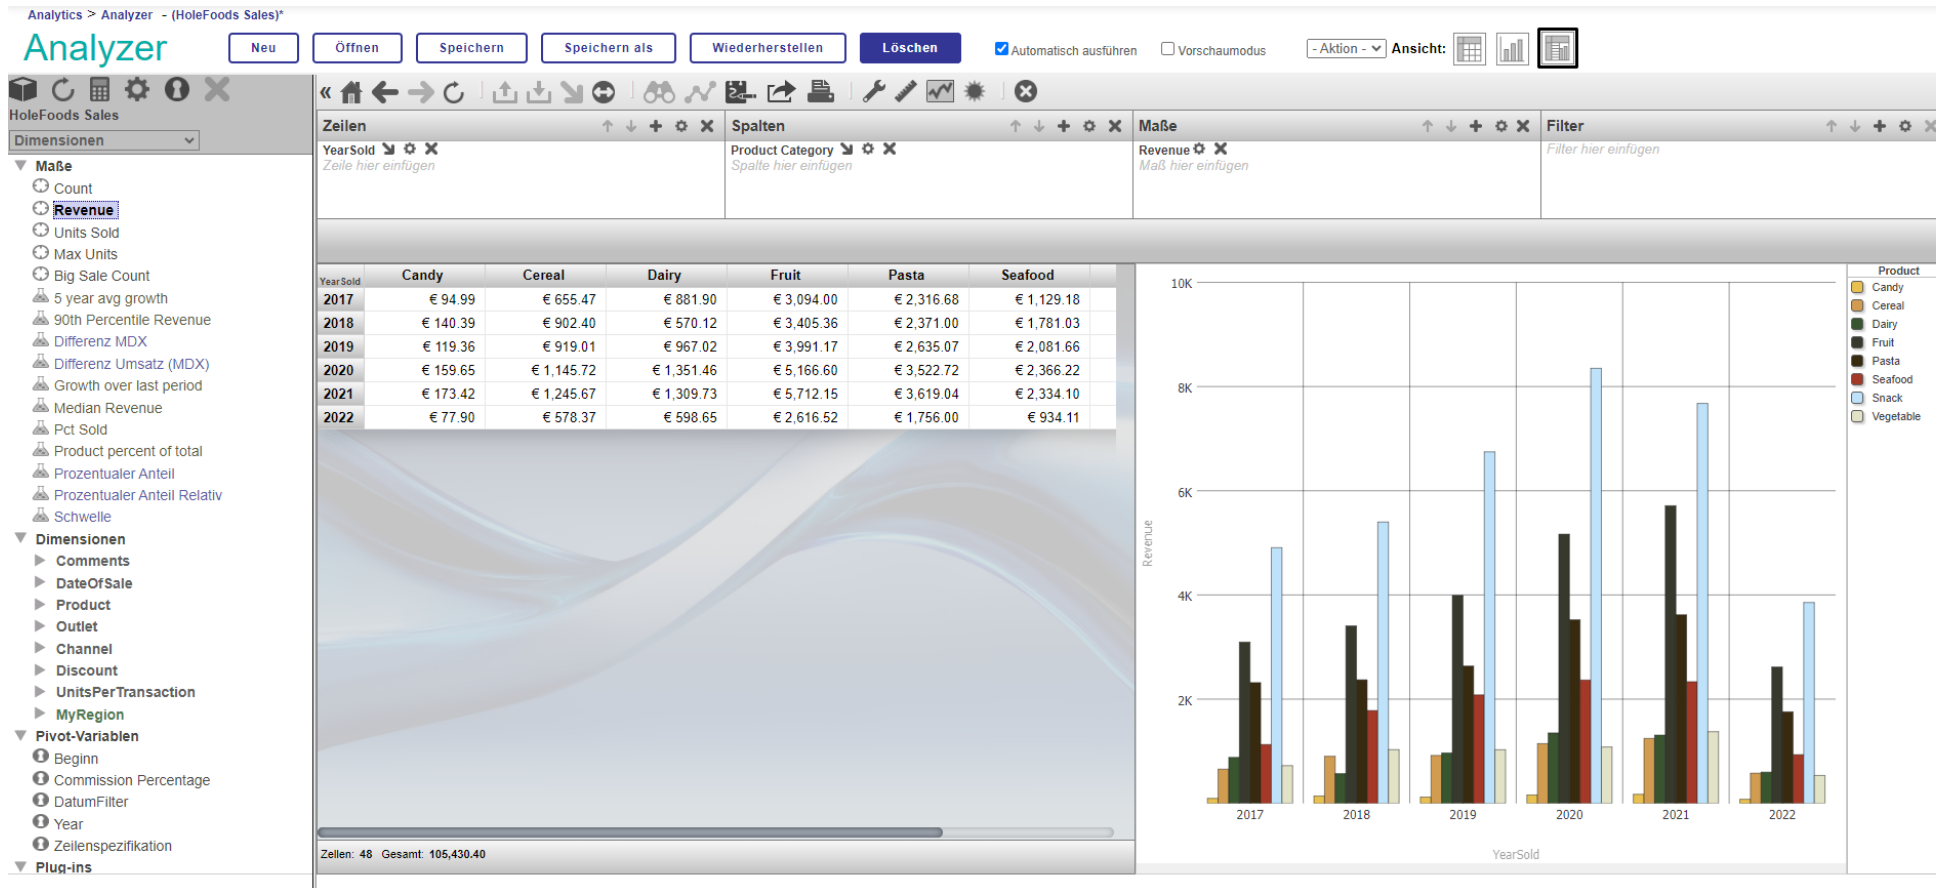 Analytics > Analyzer - (HoleFoods Sales)*
Analyzer
Neu
Öffnen
Speichern
Speichern als
Wiederherstellen
Löschen
Automatisch ausführen
Vorschaumodus
- Aktion -
Ansicht:
HoleFoods Sales
Dimensionen
Maße
Count
Revenue
Units Sold
Max Units
Big Sale Count
5 year avg growth
90th Percentile Revenue
Differenz MDX
Differenz Umsatz (MDX)
Growth over last period
Median Revenue
Pct Sold
Product percent of total
Prozentualer Anteil
Prozentualer Anteil Relativ
Schwelle
Dimensionen
Comments
DateOfSale
Product
Outlet
Channel
Discount
UnitsPerTransaction
MyRegion
Pivot-Variablen
Beginn
Commission Percentage
DatumFilter
Year
Zeilenspezifikation
Plug-ins
Zeilen
YearSold
Zeile hier einfügen
Spalten
Product Category
Spalte hier einfügen
Maße
Revenue
Maß hier einfügen
Filter
Filter hier einfügen
YearSold Candy Cereal Dairy Fruit Pasta Seafood
2017 € 94.99 € 655.47 € 881.90 € 3,094.00 € 2,316.68 € 1,129.18
2018 € 140.39 € 902.40 € 570.12 € 3,405.36 € 2,371.00 € 1,781.03
2019 € 119.36 € 919.01 € 967.02 € 3,991.17 € 2,635.07 € 2,081.66
2020 € 159.65 € 1,145.72 € 1,351.46 € 5,166.60 € 3,522.72 € 2,366.22
2021 € 173.42 € 1,245.67 € 1,309.73 € 5,712.15 € 3,619.04 € 2,334.10
2022 € 77.90 € 578.37 € 598.65 € 2,616.52 € 1,756.00 € 934.11
Zellen: 48 Gesamt: 105,430.40
10K
8K
6K
4K
2K
Revenue
2017 2018 2019 2020 2021 2022
YearSold
Product
Candy
Cereal
Dairy
Fruit
Pasta
Seafood
Snack
Vegetable